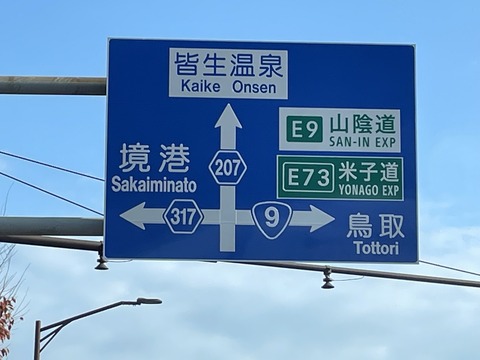 皆生温泉
Kaike Onsen
E9 山陰道
SAN-IN EXP
境港
Sakaiminato
207
E73 米子道
YONAGO EXP
317
9
鳥取
Tottori